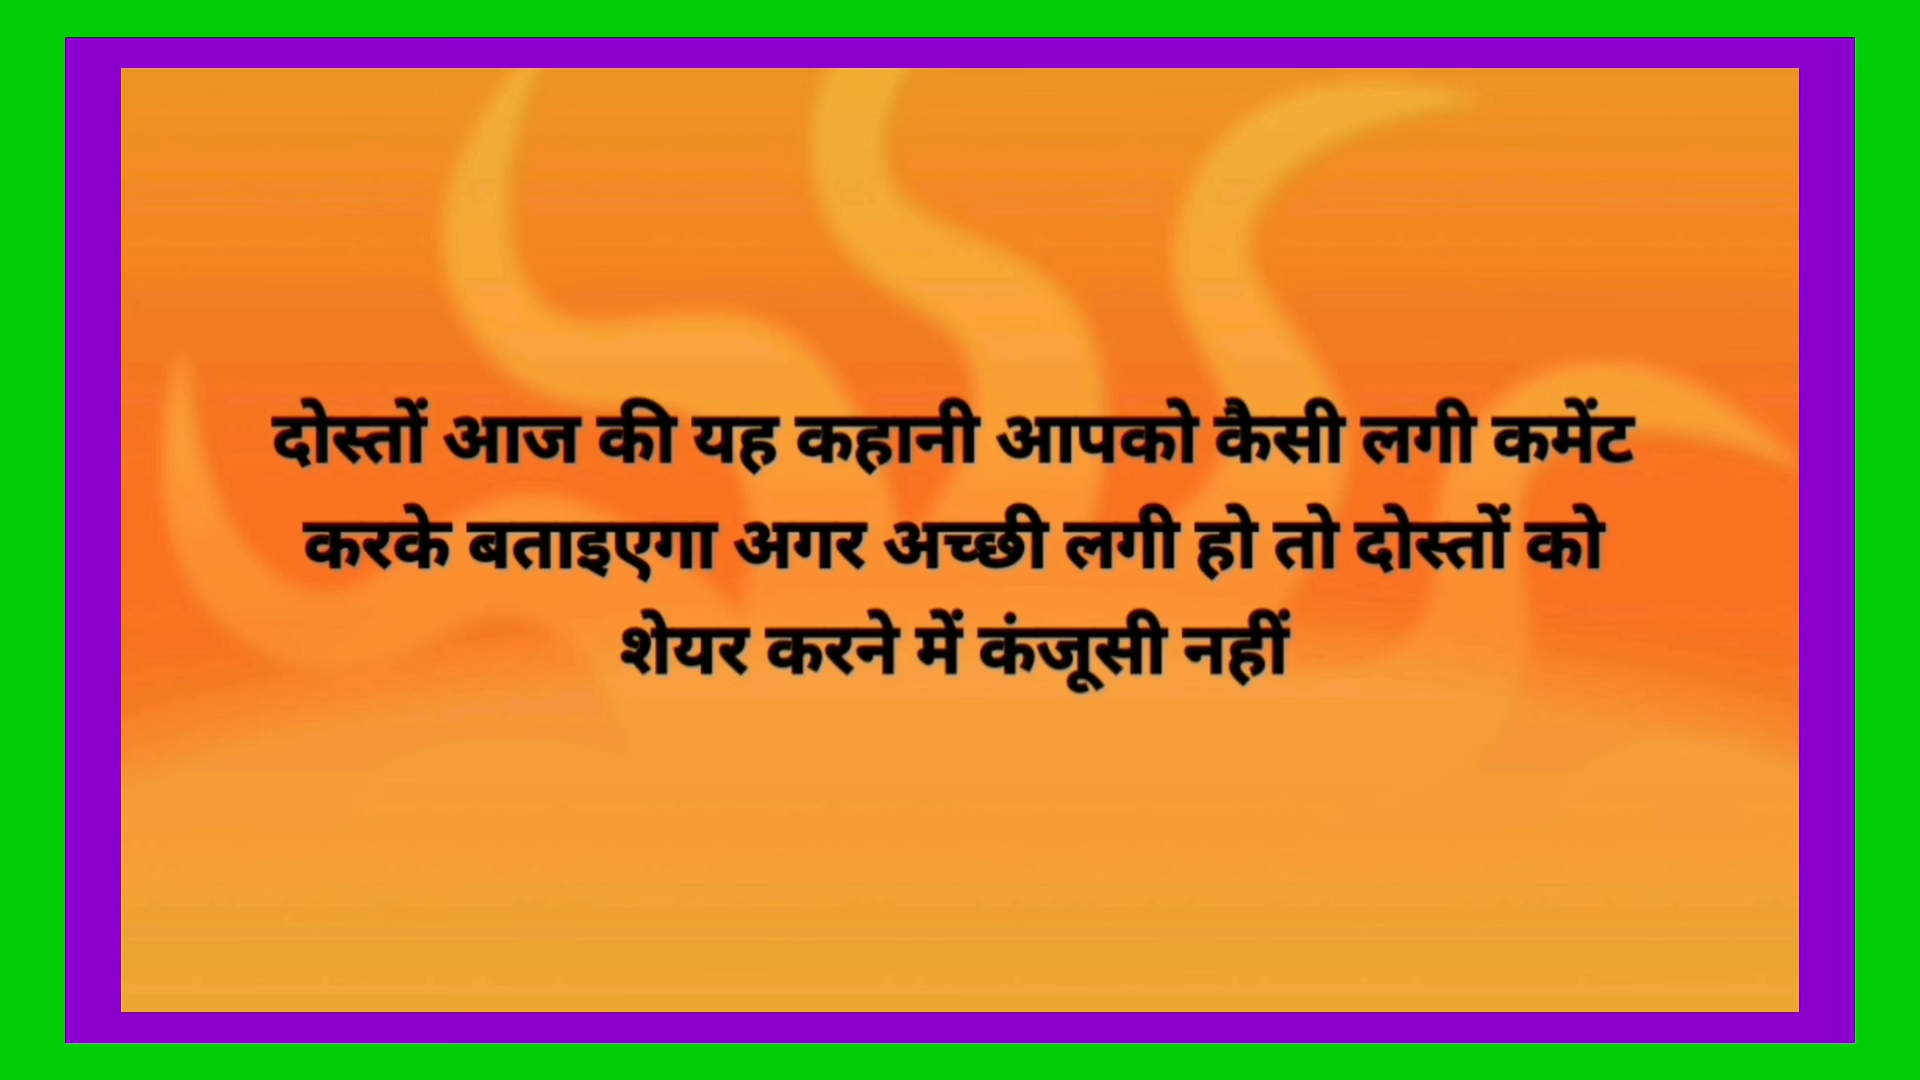 दोस्तों आज की यह कहानी आपको कैसी लगी कमेंट
करके बताइएगा अगर अच्छी लगी हो तो दोस्तों को
शेयर करने में कंजूसी नहीं